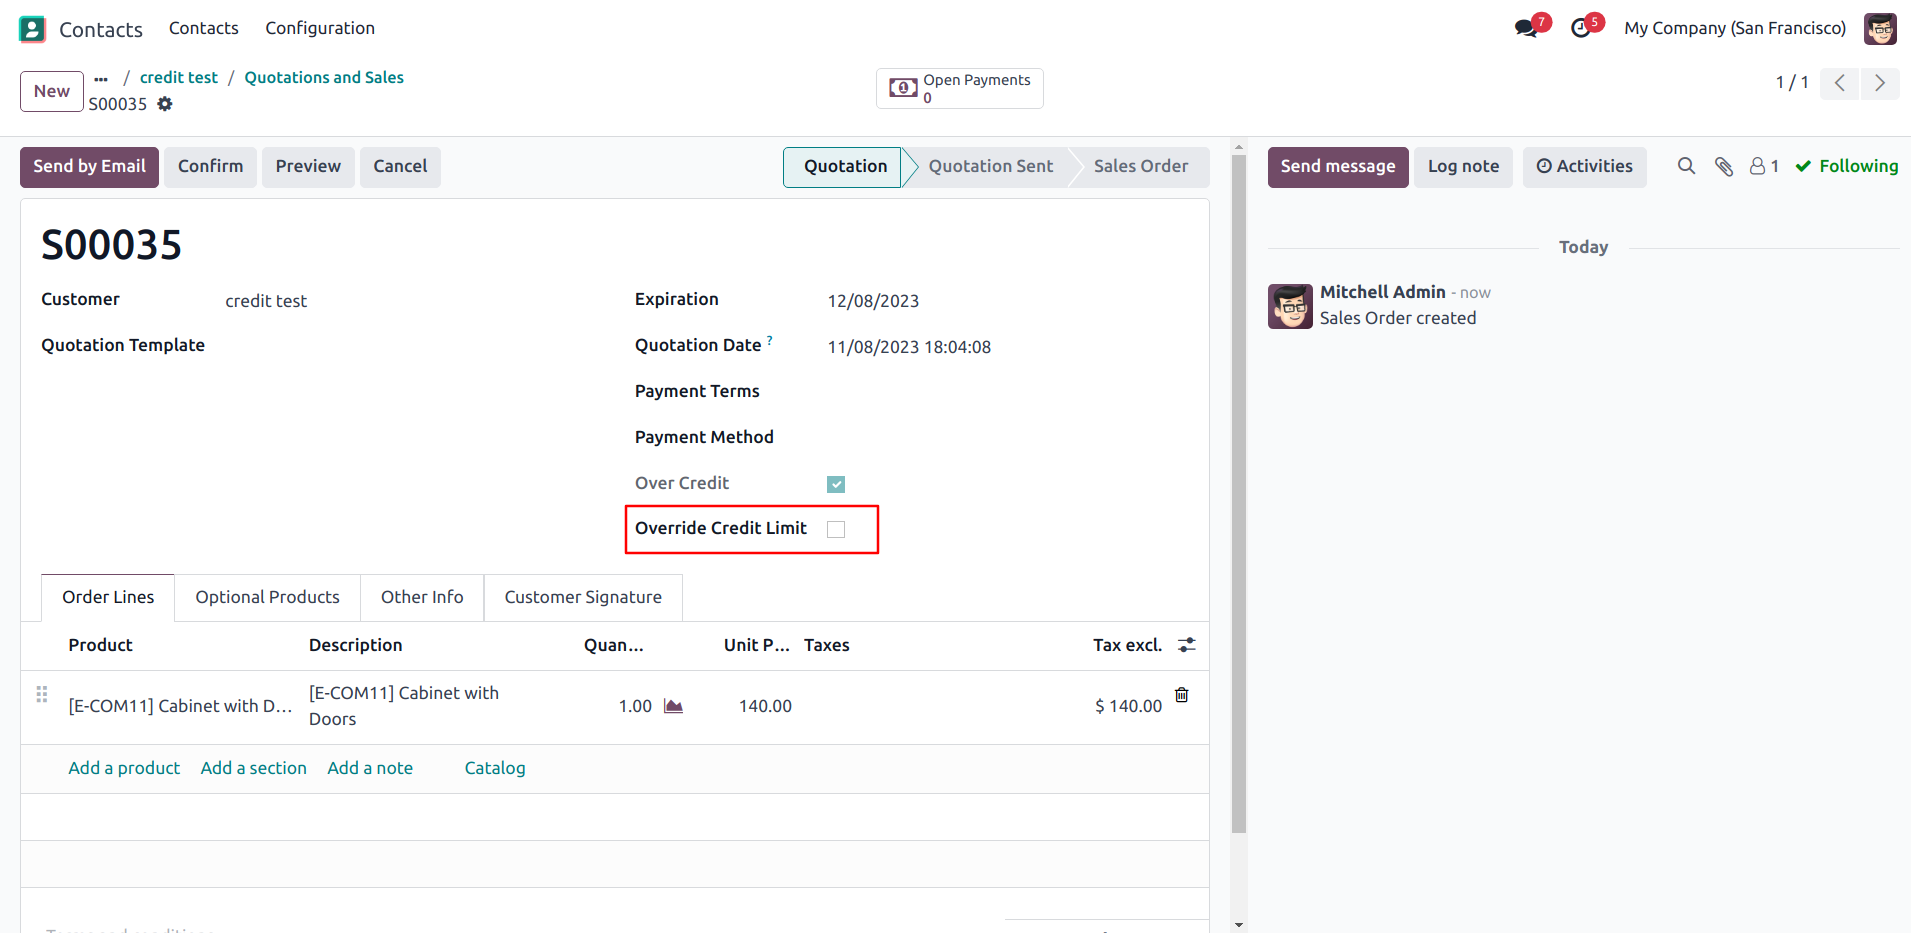 Contacts Contacts Configuration 7 5 My Company (San Francisco)
New ... / credit test / Quotations and Sales
S00035
Open Payments
0
1 / 1
Send by Email Confirm Preview Cancel Quotation Quotation Sent Sales Order
Send message Log note Activities 1 Following
S00035
Customer credit test
Quotation Template
Expiration 12/08/2023
Quotation Date ? 11/08/2023 18:04:08
Payment Terms
Payment Method
Over Credit
Override Credit Limit
Today
Mitchell Admin - now
Sales Order created
Order Lines Optional Products Other Info Customer Signature
Product Description Quan... Unit P... Taxes Tax excl.
[E-COM11] Cabinet with D... [E-COM11] Cabinet with Doors 1.00 140.00 $ 140.00
Add a product Add a section Add a note Catalog